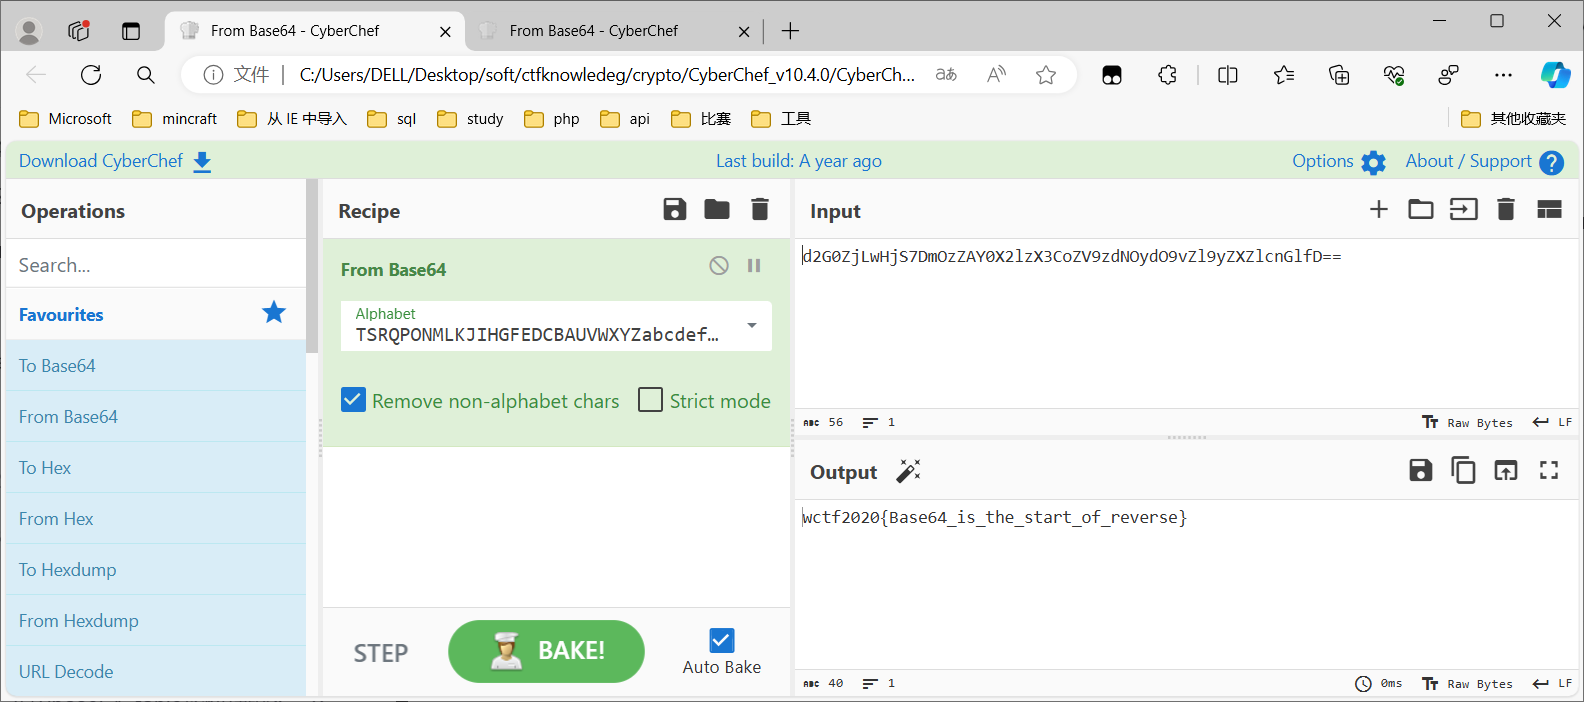 From Base64 - CyberChef
From Base64 - CyberChef
文件 C:/Users/DELL/Desktop/soft/ctfknowledeg/crypto/CyberChef_v10.4.0/CyberCh...
Microsoft
mincraft
从 IE 中导入
sql
study
php
api
比赛
工具
其他收藏夹
Download CyberChef
Last build: A year ago
Options
About / Support
Operations
Search...
Favourites
To Base64
From Base64
To Hex
From Hex
To Hexdump
From Hexdump
URL Decode
Recipe
From Base64
Alphabet
TSRQPONMLKJIHGFEDCBAUVWXYZabcdef…
Remove non-alphabet chars
Strict mode
STEP
BAKE!
Auto Bake
Input
d2G0ZjLwHjS7DmOzZAY0X2lzX3CoZV9zdNOydO9vZl9yZXZlcnGlfD==
ABC 56 1
Tт Raw Bytes LF
Output
wctf2020{Base64_is_the_start_of_reverse}
ABC 40 1
0ms Tт Raw Bytes LF